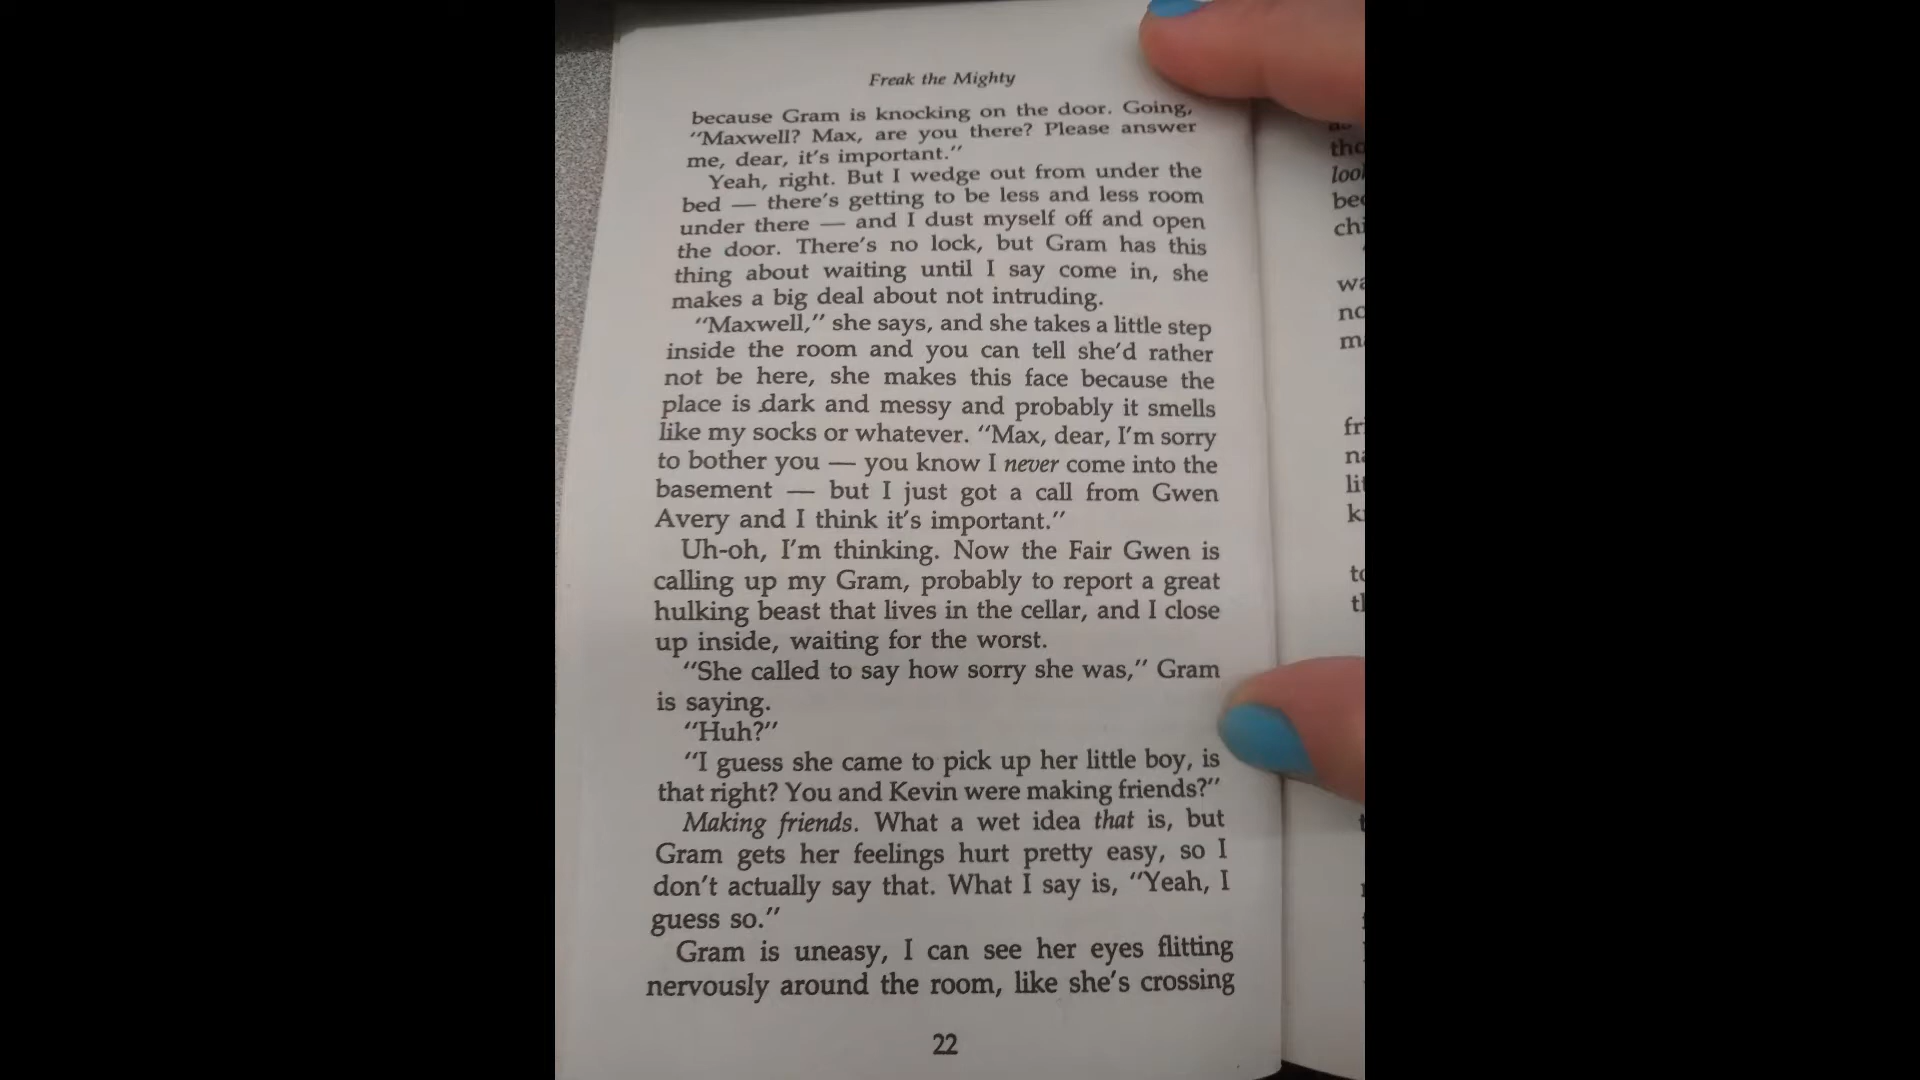 Freak the Mighty
because Gram is knocking on the door. Going,
"Maxwell? Max, are you there? Please answer
me, dear, it's important."
Yeah, right. But I wedge out from under the
bed — there's getting to be less and less room
under there — and I dust myself off and open
the door. There's no lock, but Gram has this
thing about waiting until I say come in, she
makes a big deal about not intruding.
"Maxwell," she says, and she takes a little step
inside the room and you can tell she'd rather
not be here, she makes this face because the
place is dark and messy and probably it smells
like my socks or whatever. "Max, dear, I'm sorry
to bother you — you know I never come into the
basement — but I just got a call from Gwen
Avery and I think it's important."
Uh-oh, I'm thinking. Now the Fair Gwen is
calling up my Gram, probably to report a great
hulking beast that lives in the cellar, and I close
up inside, waiting for the worst.
"She called to say how sorry she was," Gram
is saying.
"Huh?"
"I guess she came to pick up her little boy, is
that right? You and Kevin were making friends?"
Making friends. What a wet idea that is, but
Gram gets her feelings hurt pretty easy, so I
don't actually say that. What I say is, "Yeah, I
guess so."
Gram is uneasy, I can see her eyes flitting
nervously around the room, like she's crossing
22